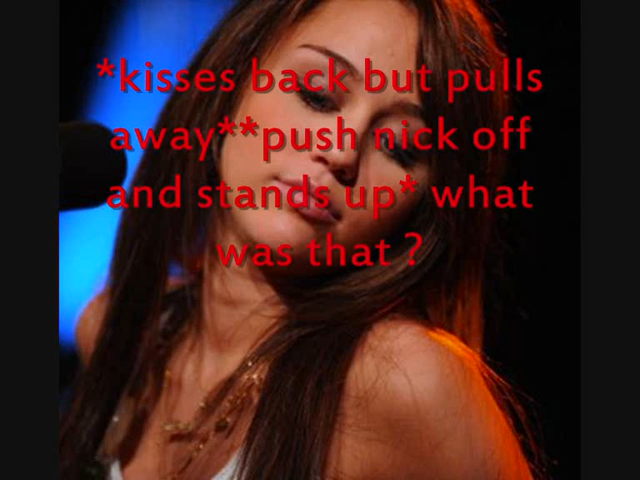 *kisses back but pulls
away**push nick off
and stands up* what
was that ?